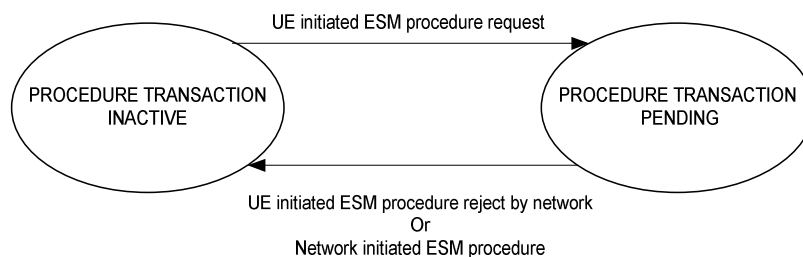 UE initiated ESM procedure request
PROCEDURE TRANSACTION
INACTIVE
PROCEDURE TRANSACTION
PENDING
UE initiated ESM procedure reject by network
Or
Network initiated ESM procedure